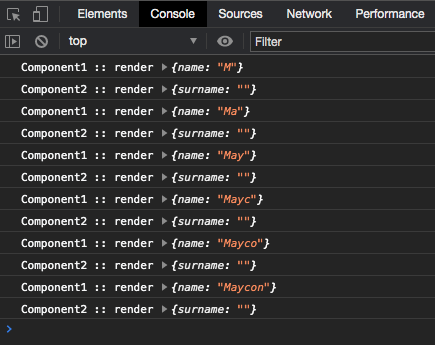 Elements Console Sources Network Performance
top Filter
Component1 :: render ▶{name: "M"}
Component2 :: render ▶{surname: ""}
Component1 :: render ▶{name: "Ma"}
Component2 :: render ▶{surname: ""}
Component1 :: render ▶{name: "May"}
Component2 :: render ▶{surname: ""}
Component1 :: render ▶{name: "Mayc"}
Component2 :: render ▶{surname: ""}
Component1 :: render ▶{name: "Mayco"}
Component2 :: render ▶{surname: ""}
Component1 :: render ▶{name: "Maycon"}
Component2 :: render ▶{surname: ""}